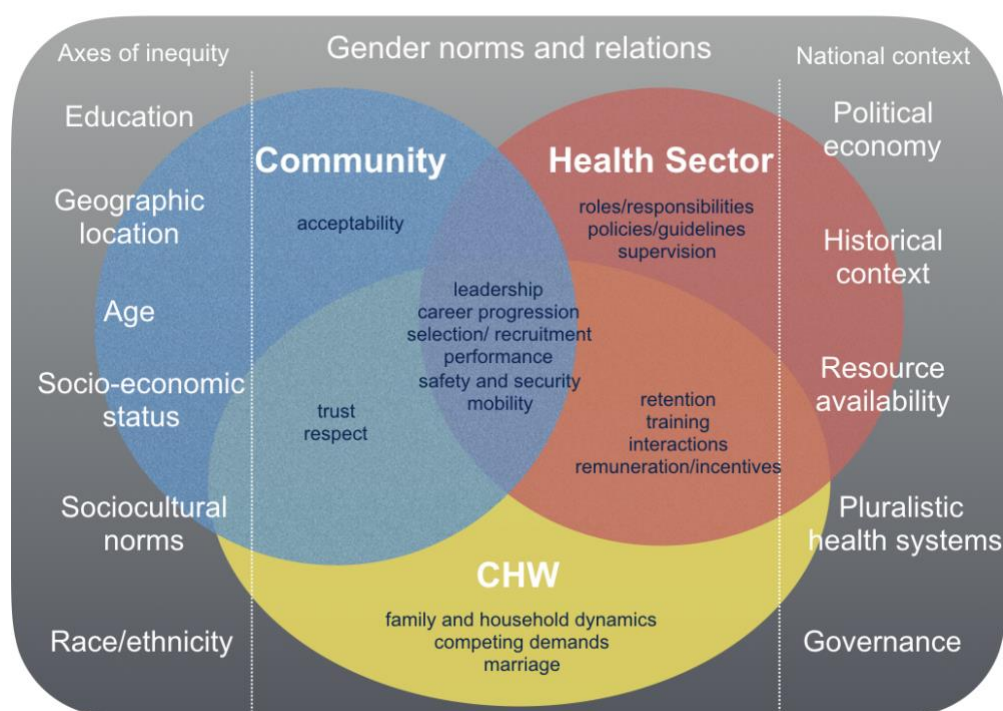 Axes of inequity
Gender norms and relations
National context
Education
Geographic
location
Age
Socio-economic
status
Sociocultural
norms
Race/ethnicity
Community
acceptability
Health Sector
roles/responsibilities
policies/guidelines
supervision
leadership
career progression
selection/ recruitment
performance
safety and security
mobility
trust
respect
retention
training
interactions
remuneration/incentives
CHW
family and household dynamics
competing demands
marriage
Political
economy
Historical
context
Resource
availability
Pluralistic
health systems
Governance